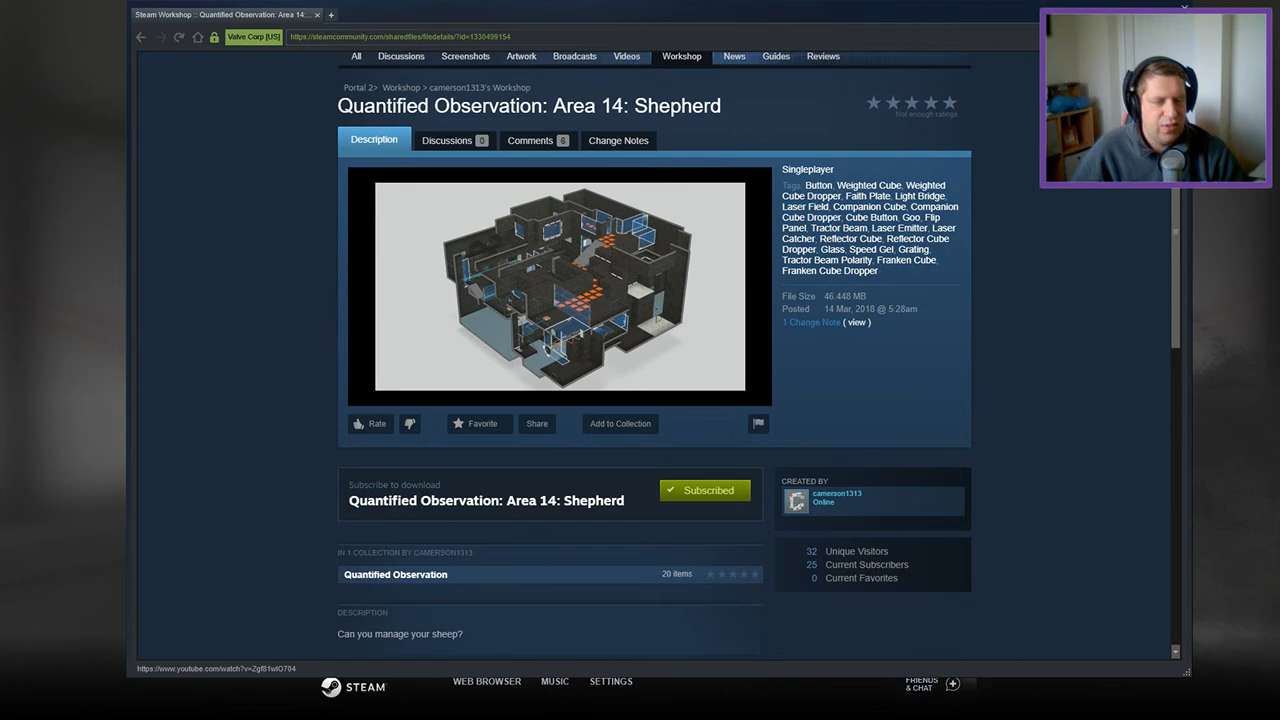 Steam Workshop :: Quantified Observation: Area 14:...
Valve Corp [US]
https://steamcommunity.com/sharedfiles/filedetails/?id=1330499154
All Discussions Screenshots Artwork Broadcasts Videos Workshop News Guides Reviews
Portal 2> Workshop > camerson1313's Workshop
Quantified Observation: Area 14: Shepherd
Not enough ratings
Description Discussions 0 Comments 6 Change Notes
Singleplayer
Tags: Button, Weighted Cube, Weighted
Cube Dropper, Faith Plate, Light Bridge,
Laser Field, Companion Cube, Companion
Cube Dropper, Cube Button, Goo, Flip
Panel, Tractor Beam, Laser Emitter, Laser
Catcher, Reflector Cube, Reflector Cube
Dropper, Glass, Speed Gel, Grating,
Tractor Beam Polarity, Franken Cube,
Franken Cube Dropper
File Size 46.448 MB
Posted 14 Mar, 2018 @ 5:28am
1 Change Note ( view )
Rate Favorite Share Add to Collection
Subscribe to download
Quantified Observation: Area 14: Shepherd
Subscribed
CREATED BY
camerson1313
Online
IN 1 COLLECTION BY CAMERSON1313
Quantified Observation 20 items
32 Unique Visitors
25 Current Subscribers
0 Current Favorites
DESCRIPTION
Can you manage your sheep?
https://www.youtube.com/watch?v=Zgf81wlO704
STEAM
WEB BROWSER MUSIC SETTINGS
FRIENDS
& CHAT